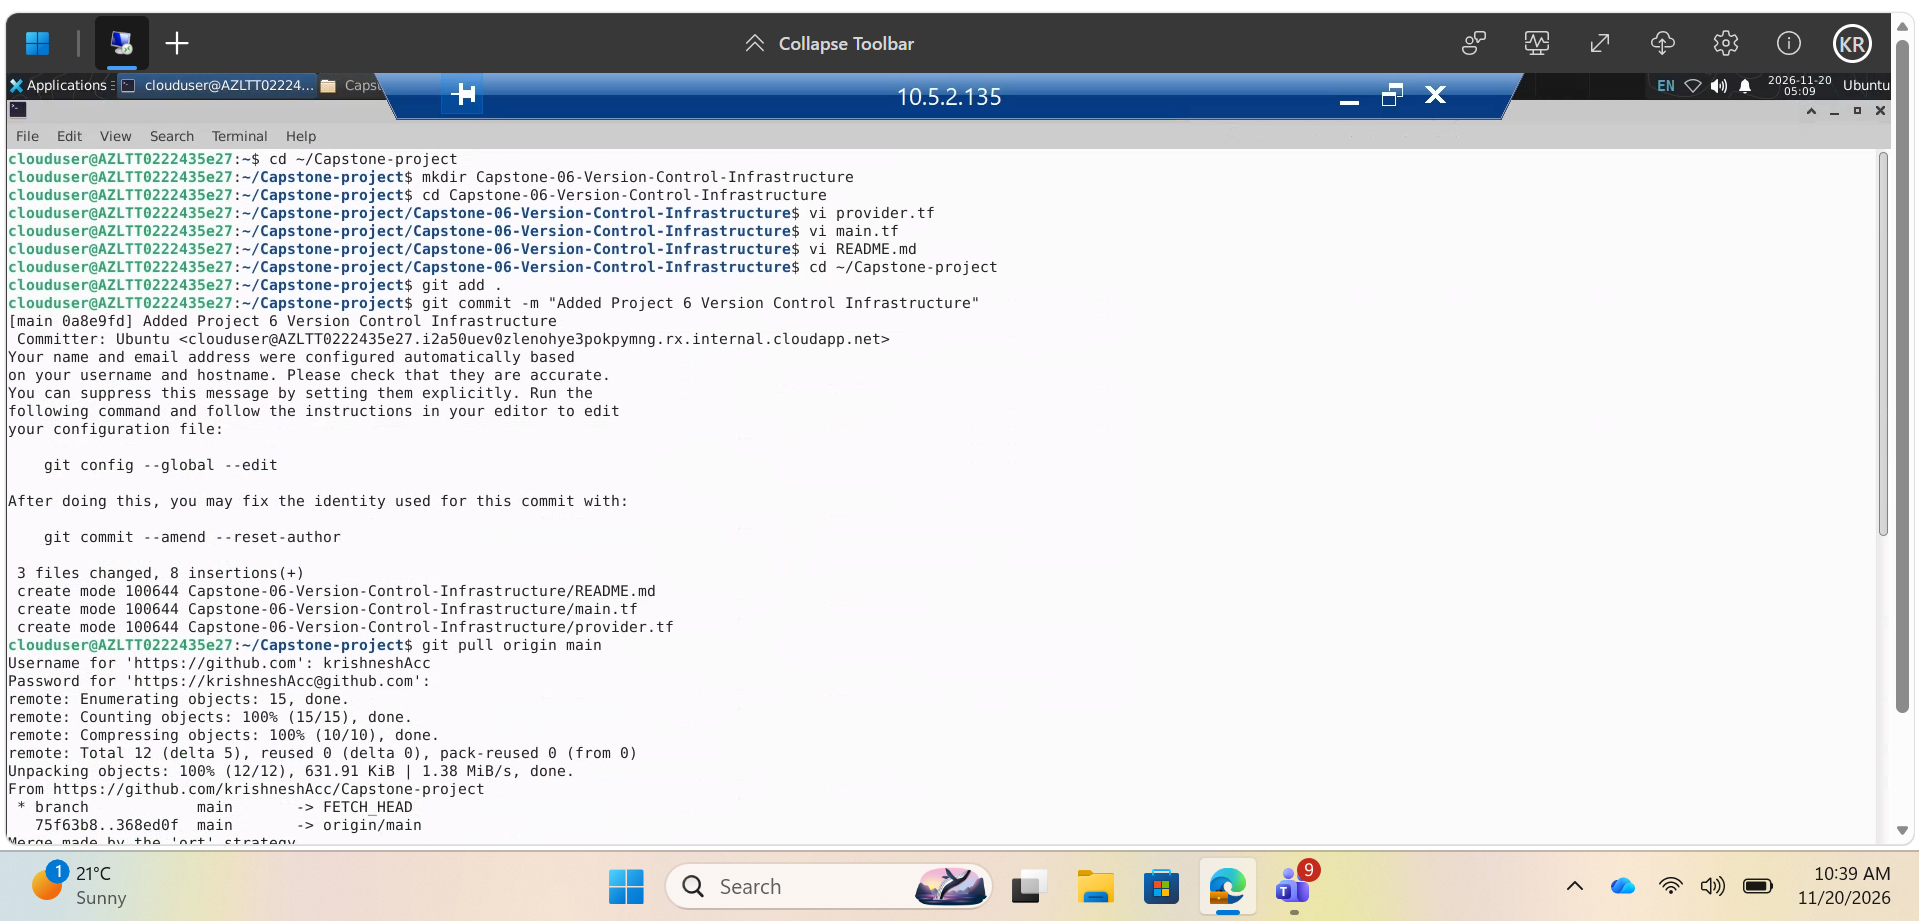 Collapse Toolbar
KR
Applications
clouduser@AZLTT02224...
Caps
10.5.2.135
EN
2026-11-20
05:09
Ubuntu
File Edit View Search Terminal Help
clouduser@AZLTT0222435e27:~$ cd ~/Capstone-project
clouduser@AZLTT0222435e27:~/Capstone-project$ mkdir Capstone-06-Version-Control-Infrastructure
clouduser@AZLTT0222435e27:~/Capstone-project$ cd Capstone-06-Version-Control-Infrastructure
clouduser@AZLTT0222435e27:~/Capstone-project/Capstone-06-Version-Control-Infrastructure$ vi provider.tf
clouduser@AZLTT0222435e27:~/Capstone-project/Capstone-06-Version-Control-Infrastructure$ vi main.tf
clouduser@AZLTT0222435e27:~/Capstone-project/Capstone-06-Version-Control-Infrastructure$ vi README.md
clouduser@AZLTT0222435e27:~/Capstone-project/Capstone-06-Version-Control-Infrastructure$ cd ~/Capstone-project
clouduser@AZLTT0222435e27:~/Capstone-project$ git add .
clouduser@AZLTT0222435e27:~/Capstone-project$ git commit -m "Added Project 6 Version Control Infrastructure"
[main 0a8e9fd] Added Project 6 Version Control Infrastructure
Committer: Ubuntu <clouduser@AZLTT0222435e27.i2a50uev0zlenohye3pokpymng.rx.internal.cloudapp.net>
Your name and email address were configured automatically based
on your username and hostname. Please check that they are accurate.
You can suppress this message by setting them explicitly. Run the
following command and follow the instructions in your editor to edit
your configuration file:
git config --global --edit
After doing this, you may fix the identity used for this commit with:
git commit --amend --reset-author
3 files changed, 8 insertions(+)
create mode 100644 Capstone-06-Version-Control-Infrastructure/README.md
create mode 100644 Capstone-06-Version-Control-Infrastructure/main.tf
create mode 100644 Capstone-06-Version-Control-Infrastructure/provider.tf
clouduser@AZLTT0222435e27:~/Capstone-project$ git pull origin main
Username for 'https://github.com': krishneshAcc
Password for 'https://krishneshAcc@github.com':
remote: Enumerating objects: 15, done.
remote: Counting objects: 100% (15/15), done.
remote: Compressing objects: 100% (10/10), done.
remote: Total 12 (delta 5), reused 0 (delta 0), pack-reused 0 (from 0)
Unpacking objects: 100% (12/12), 631.91 KiB | 1.38 MiB/s, done.
From https://github.com/krishneshAcc/Capstone-project
* branch main -> FETCH_HEAD
75f63b8..368ed0f main -> origin/main
Merge made by the 'ort' strategy
1
21°C
Sunny
Search
T
9
10:39 AM
11/20/2026